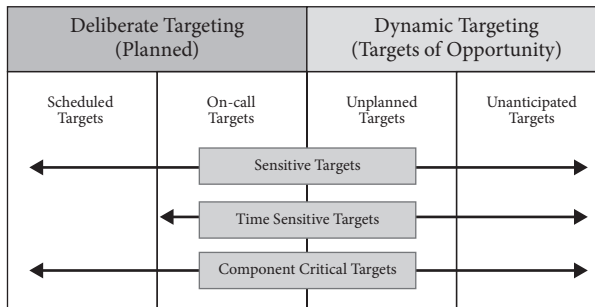 Deliberate Targeting
(Planned)
Dynamic Targeting
(Targets of Opportunity)
Scheduled
Targets
On-call
Targets
Unplanned
Targets
Unanticipated
Targets
Sensitive Targets
Time Sensitive Targets
Component Critical Targets